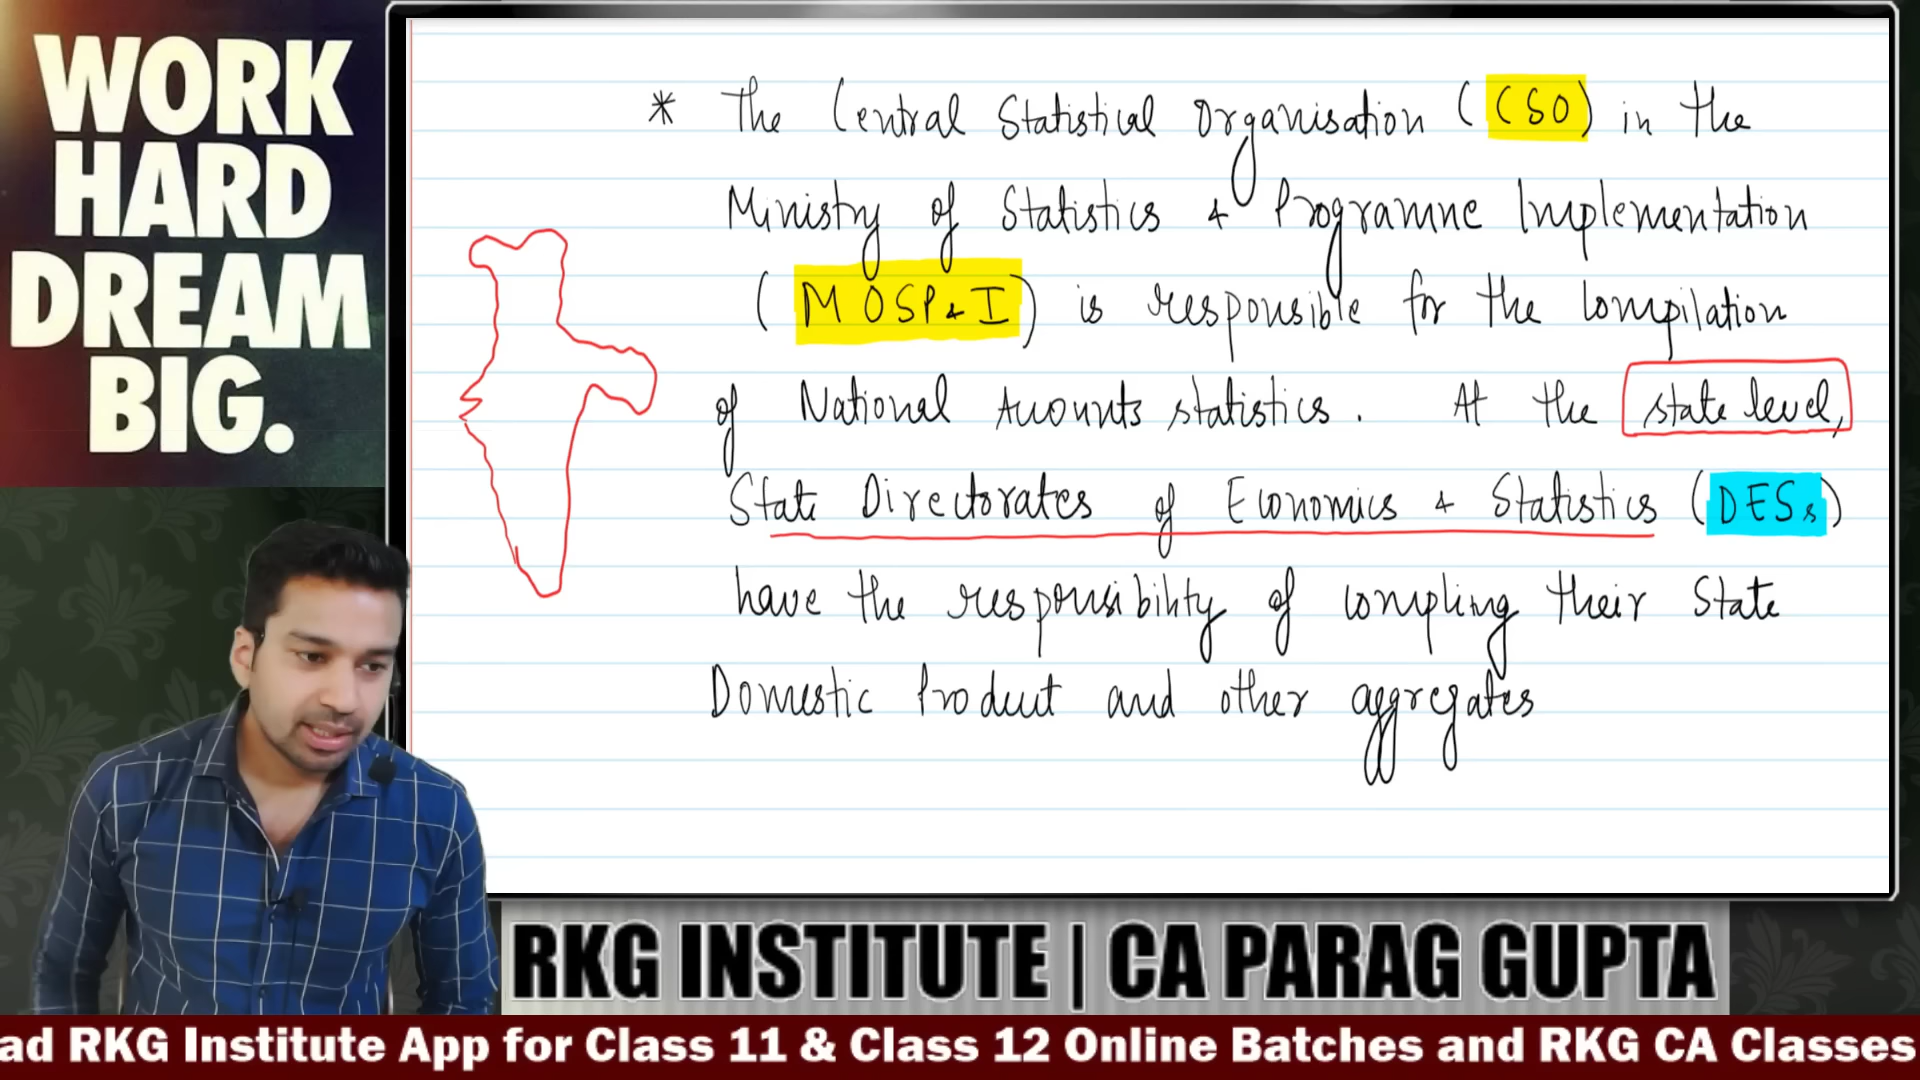 WORK
HARD
DREAM
BIG.
* The Central Statistical Organisation (CSO) in the
Ministry of Statistics & Programme Implementation
(MOSP&I) is responsible for the compilation
of National Accounts statistics. At the state level,
State Directorates of Economics & Statistics (DESs)
have the responsibility of compling their State
Domestic Product and other aggregates
RKG INSTITUTE | CA PARAG GUPTA
ad RKG Institute App for Class 11 & Class 12 Online Batches and RKG CA Classes